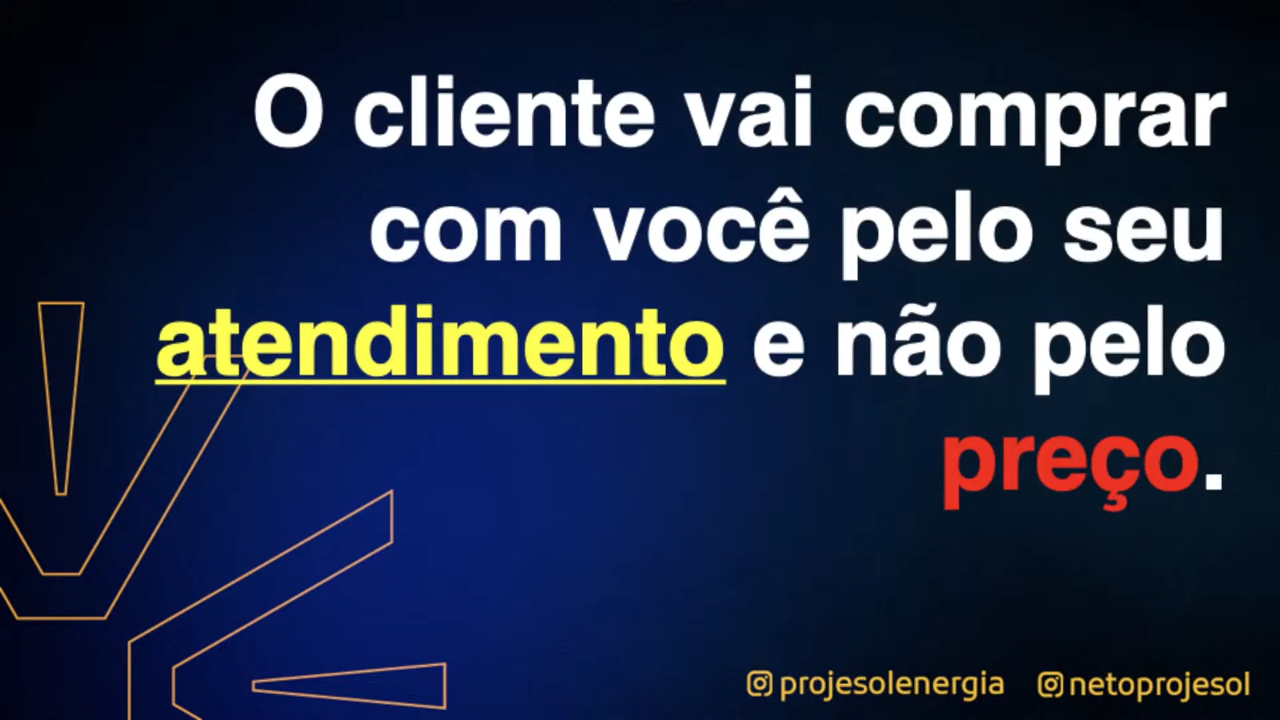 O cliente vai comprar
com você pelo seu
atendimento e não pelo
preço.
projesolenergia netoprojesol